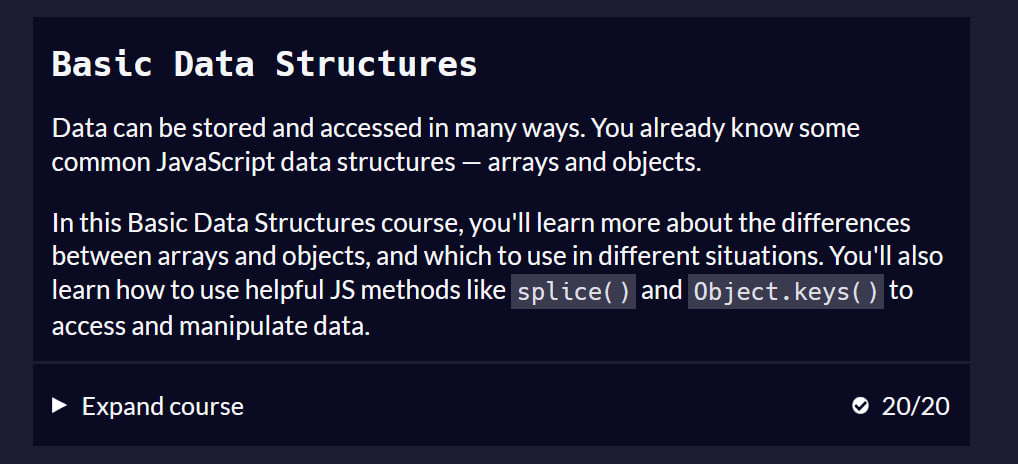 Basic Data Structures
Data can be stored and accessed in many ways. You already know some
common JavaScript data structures — arrays and objects.
In this Basic Data Structures course, you'll learn more about the differences
between arrays and objects, and which to use in different situations. You'll also
learn how to use helpful JS methods like splice() and Object.keys() to
access and manipulate data.
Expand course 20/20